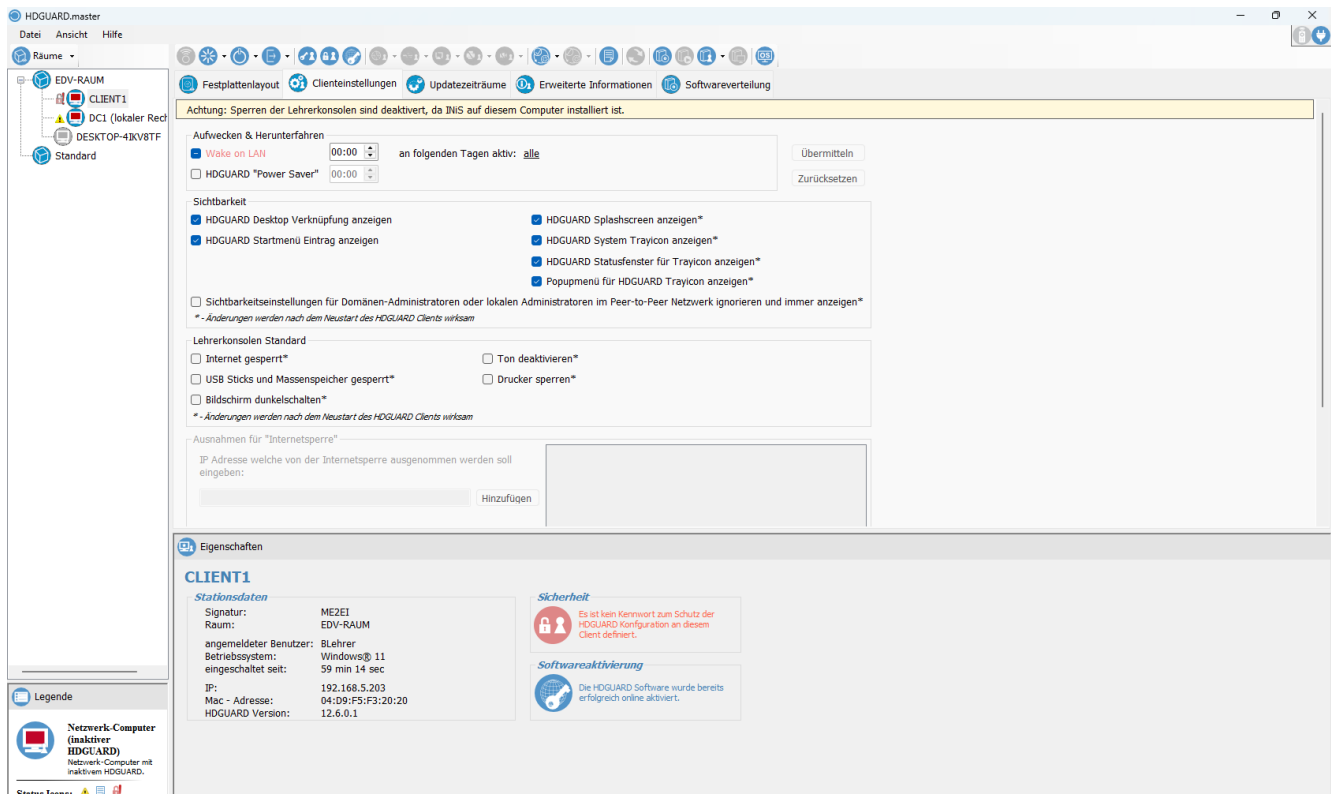 HDGUARD.master
Datei Ansicht Hilfe
Räume
EDV-RAUM
CLIENT1
DC1 (lokaler Rech
DESKTOP-4IKV8TF
Standard
Festplattenlayout Clienteinstellungen Updatezeiträume Erweiterte Informationen Softwareverteilung
Achtung: Sperren der Lehrerkonsolen sind deaktivert, da INiS auf diesem Computer installiert ist.
Aufwecken & Herunterfahren
Wake on LAN 00:00 an folgenden Tagen aktiv: alle
HDGUARD "Power Saver" 00:00
Übermitteln
Zurücksetzen
Sichtbarkeit
HDGUARD Desktop Verknüpfung anzeigen
HDGUARD Startmenü Eintrag anzeigen
HDGUARD Splashscreen anzeigen*
HDGUARD System Trayicon anzeigen*
HDGUARD Statusfenster für Trayicon anzeigen*
Popupmenü für HDGUARD Trayicon anzeigen*
Sichtbarkeitseinstellungen für Domänen-Administratoren oder lokalen Administratoren im Peer-to-Peer Netzwerk ignorieren und immer anzeigen*
* - Änderungen werden nach dem Neustart des HDGUARD Clients wirksam
Lehrerkonsolen Standard
Internet gesperrt*
USB Sticks und Massenspeicher gesperrt*
Bildschirm dunkelschalten*
Ton deaktivieren*
Drucker sperren*
* - Änderungen werden nach dem Neustart des HDGUARD Clients wirksam
Ausnahmen für "Internetsperre"
IP Adresse welche von der Internetsperre ausgenommen werden soll
eingeben:
Hinzufügen
Eigenschaften
CLIENT1
Stationsdaten
Signatur: ME2EI
Raum: EDV-RAUM
angemeldeter Benutzer: BLehrer
Betriebssystem: Windows® 11
eingeschaltet seit: 59 min 14 sec
IP: 192.168.5.203
Mac - Adresse: 04:D9:F5:F3:20:20
HDGUARD Version: 12.6.0.1
Sicherheit
Es ist kein Kennwort zum Schutz der
HDGUARD Konfguration an diesem
Client definiert.
Softwareaktivierung
Die HDGUARD Software wurde bereits
erfolgreich online aktiviert.
Legende
Netzwerk-Computer
(inaktiver
HDGUARD)
Netzwerk-Computer mit
inaktivem HDGUARD.
Status Icons: